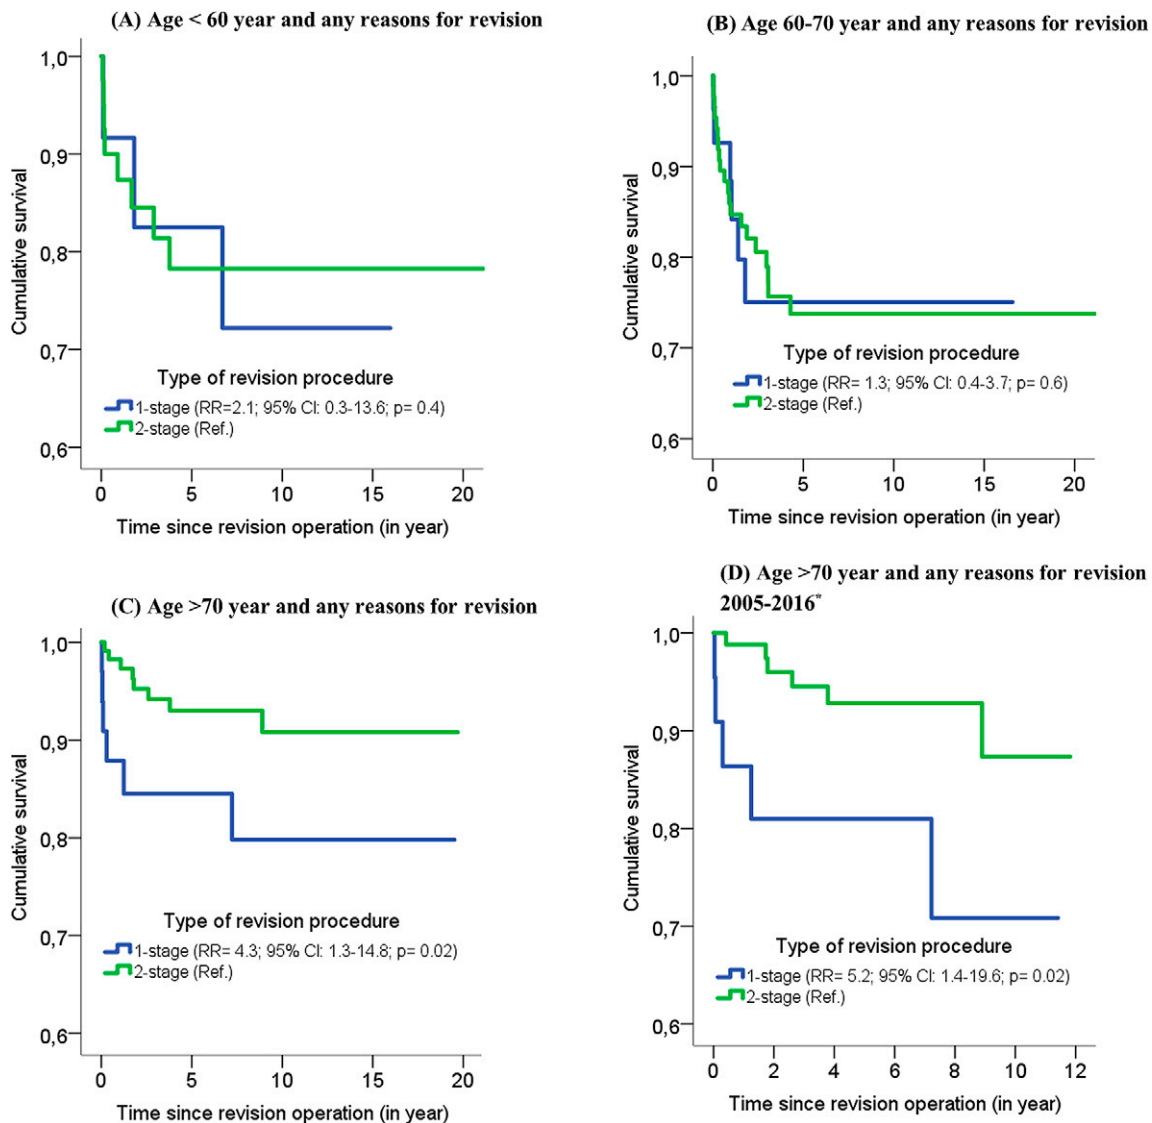 (A) Age < 60 year and any reasons for revision
1,0
0,9
0,8
0,7
0,6
Cumulative survival
Type of revision procedure
1-stage (RR=2.1; 95% CI: 0.3-13.6; p= 0.4)
2-stage (Ref.)
0 5 10 15 20
Time since revision operation (in year)
(B) Age 60-70 year and any reasons for revision
1,0
0,9
0,8
0,7
0,6
Cumulative survival
Type of revision procedure
1-stage (RR= 1.3; 95% CI: 0.4-3.7; p= 0.6)
2-stage (Ref.)
0 5 10 15 20
Time since revision operation (in year)
(C) Age >70 year and any reasons for revision
1,0
0,9
0,8
0,7
0,6
Cumulative survival
Type of revision procedure
1-stage (RR= 4.3; 95% CI: 1.3-14.8; p= 0.02)
2-stage (Ref.)
0 5 10 15 20
Time since revision operation (in year)
(D) Age >70 year and any reasons for revision
2005-2016*
1,0
0,9
0,8
0,7
0,6
Cumulative survival
Type of revision procedure
1-stage (RR= 5.2; 95% CI: 1.4-19.6; p= 0.02)
2-stage (Ref.)
0 2 4 6 8 10 12
Time since revision operation (in year)